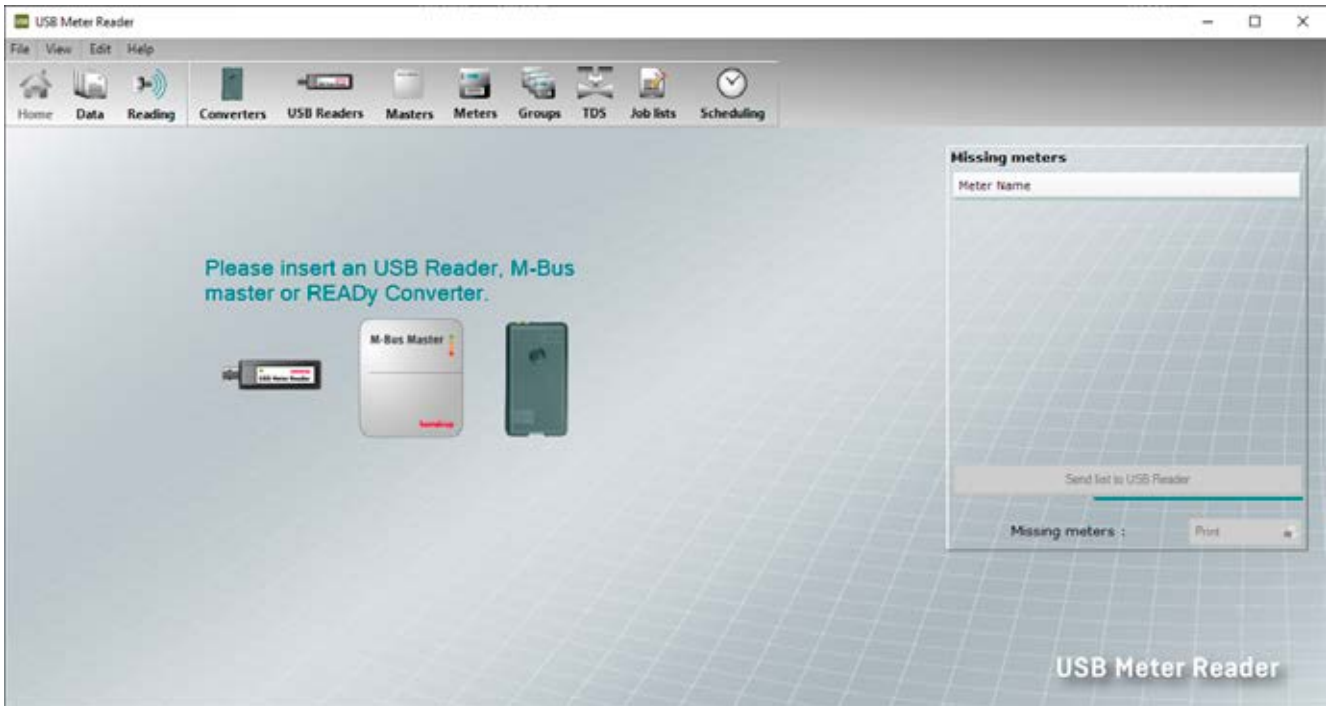 USB Meter Reader
File View Edit Help
Home Data Reading Converters USB Readers Masters Meters Groups TDS Job lists Scheduling
Missing meters
Meter Name
Please insert an USB Reader, M-Bus
master or READy Converter.
M-Bus Master
USB Meter Reader
kamstrup
Send list to USB Reader
Missing meters :
Print
USB Meter Reader